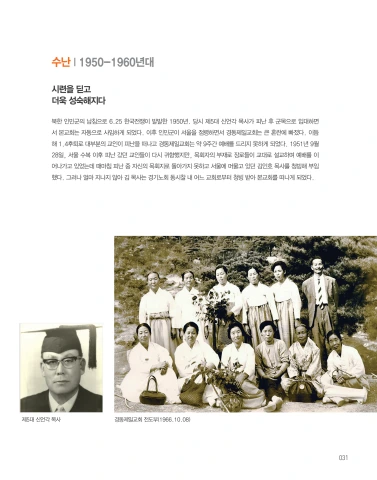 수난 | 1950-1960년대
시련을 딛고
더욱 성숙해지다
북한 인민군의 남침으로 6.25 한국전쟁이 발발한 1950년, 당시 제5대 신언각 목사가 피난 후 군목으로 입대하면
서 본교회는 자동으로 사임하게 되었다. 이후 인민군이 서울을 점령하면서 경동제일교회는 큰 혼란에 빠졌다. 이듬
해 1.4후퇴로 대부분의 교인이 피난을 떠나고 경동제일교회는 약 9주간 예배를 드리지 못하게 되었다. 1951년 9월
28일, 서울 수복 이후 피난 갔던 교인들이 다시 귀향했지만, 목회자의 부재로 장로들이 교대로 설교하며 예배를 이
어나가고 있었는데 때마침 피난 중 자신의 목회지로 돌아가지 못하고 서울에 머물고 있던 김인호 목사를 청빙해 부임
했다. 그러나 얼마 지나지 않아 김 목사는 경기노회 동시찰 내 어느 교회로부터 청빙 받아 본교회를 떠나게 되었다.
제5대 신언각 목사
경동제일교회 전도부(1966.10.06)
031